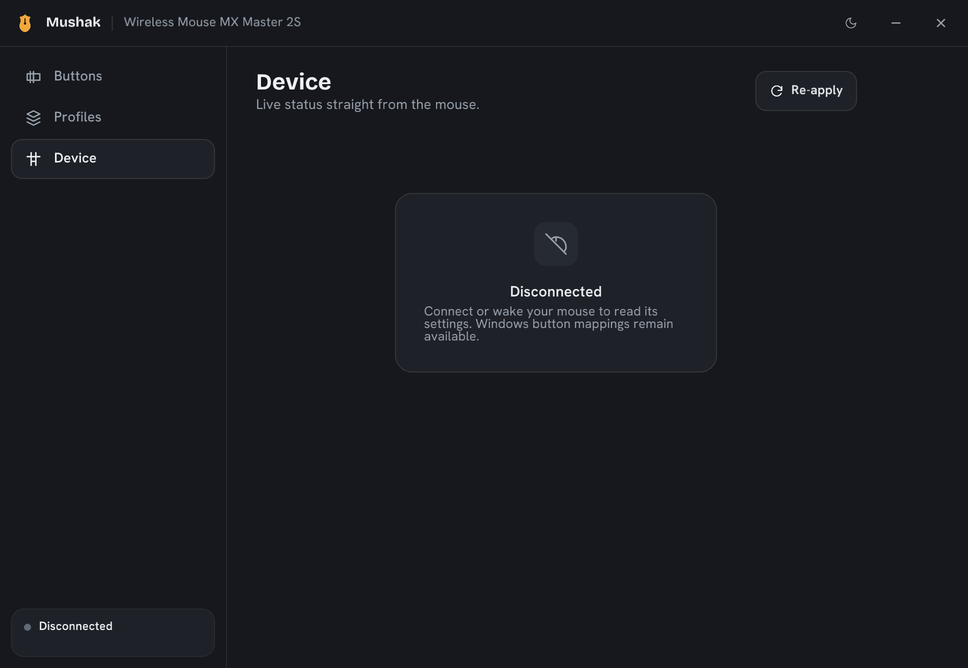 Mushak
Wireless Mouse MX Master 2S
Buttons
Profiles
Device
Device
Live status straight from the mouse.
Re-apply
Disconnected
Connect or wake your mouse to read its
settings. Windows button mappings remain
available.
Disconnected